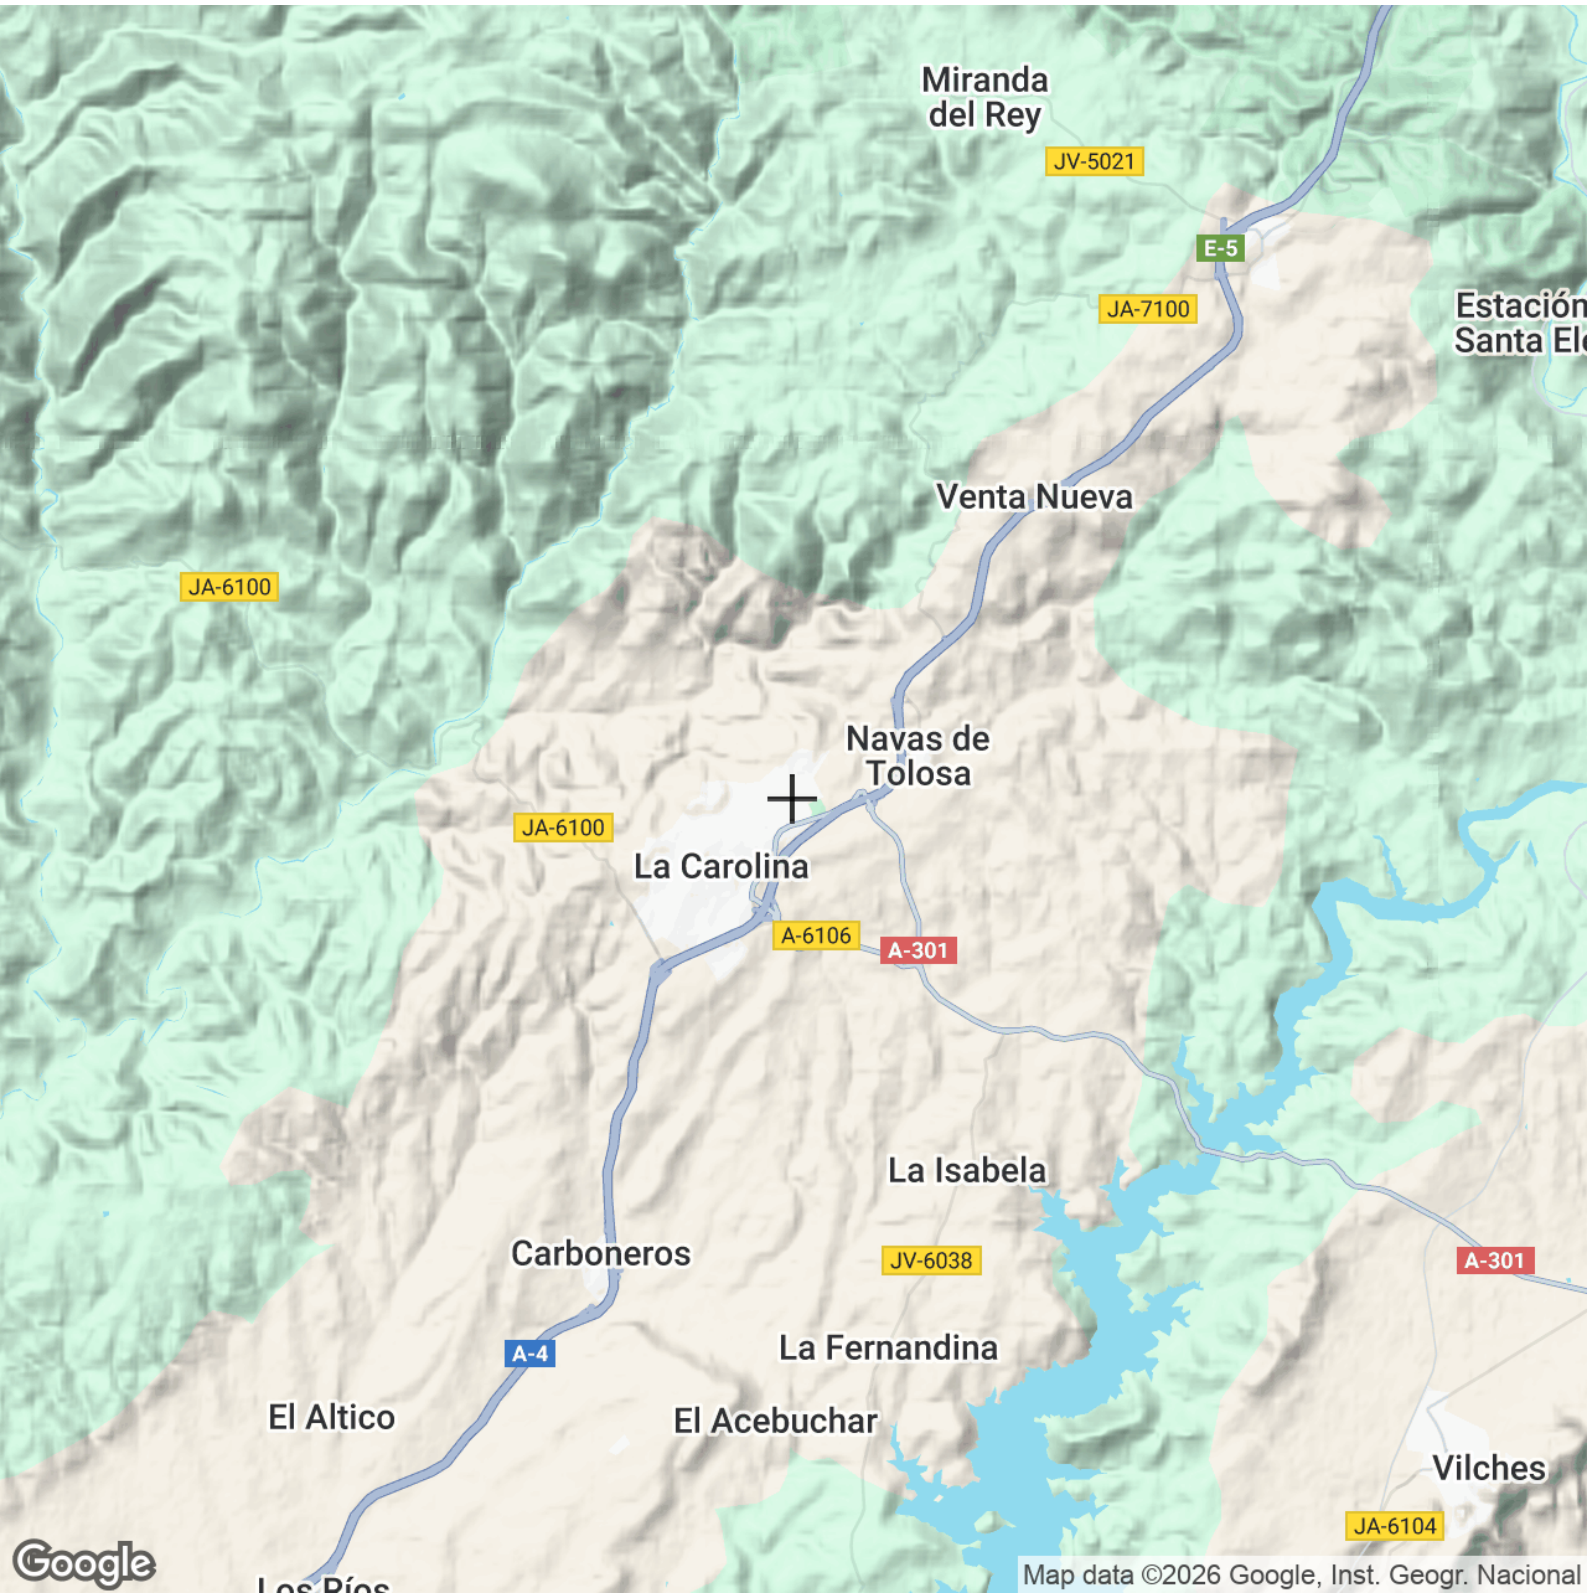 Miranda
del Rey
JV-5021
E-5
JA-7100
Estación
Santa Ele
Venta Nueva
JA-6100
Navas de
Tolosa
JA-6100
La Carolina
A-6106
A-301
La Isabela
Carboneros
JV-6038
A-301
A-4
La Fernandina
El Altico
El Acebuchar
Vilches
JA-6104
Los Ríos
Google
Map data ©2026 Google, Inst. Geogr. Nacional